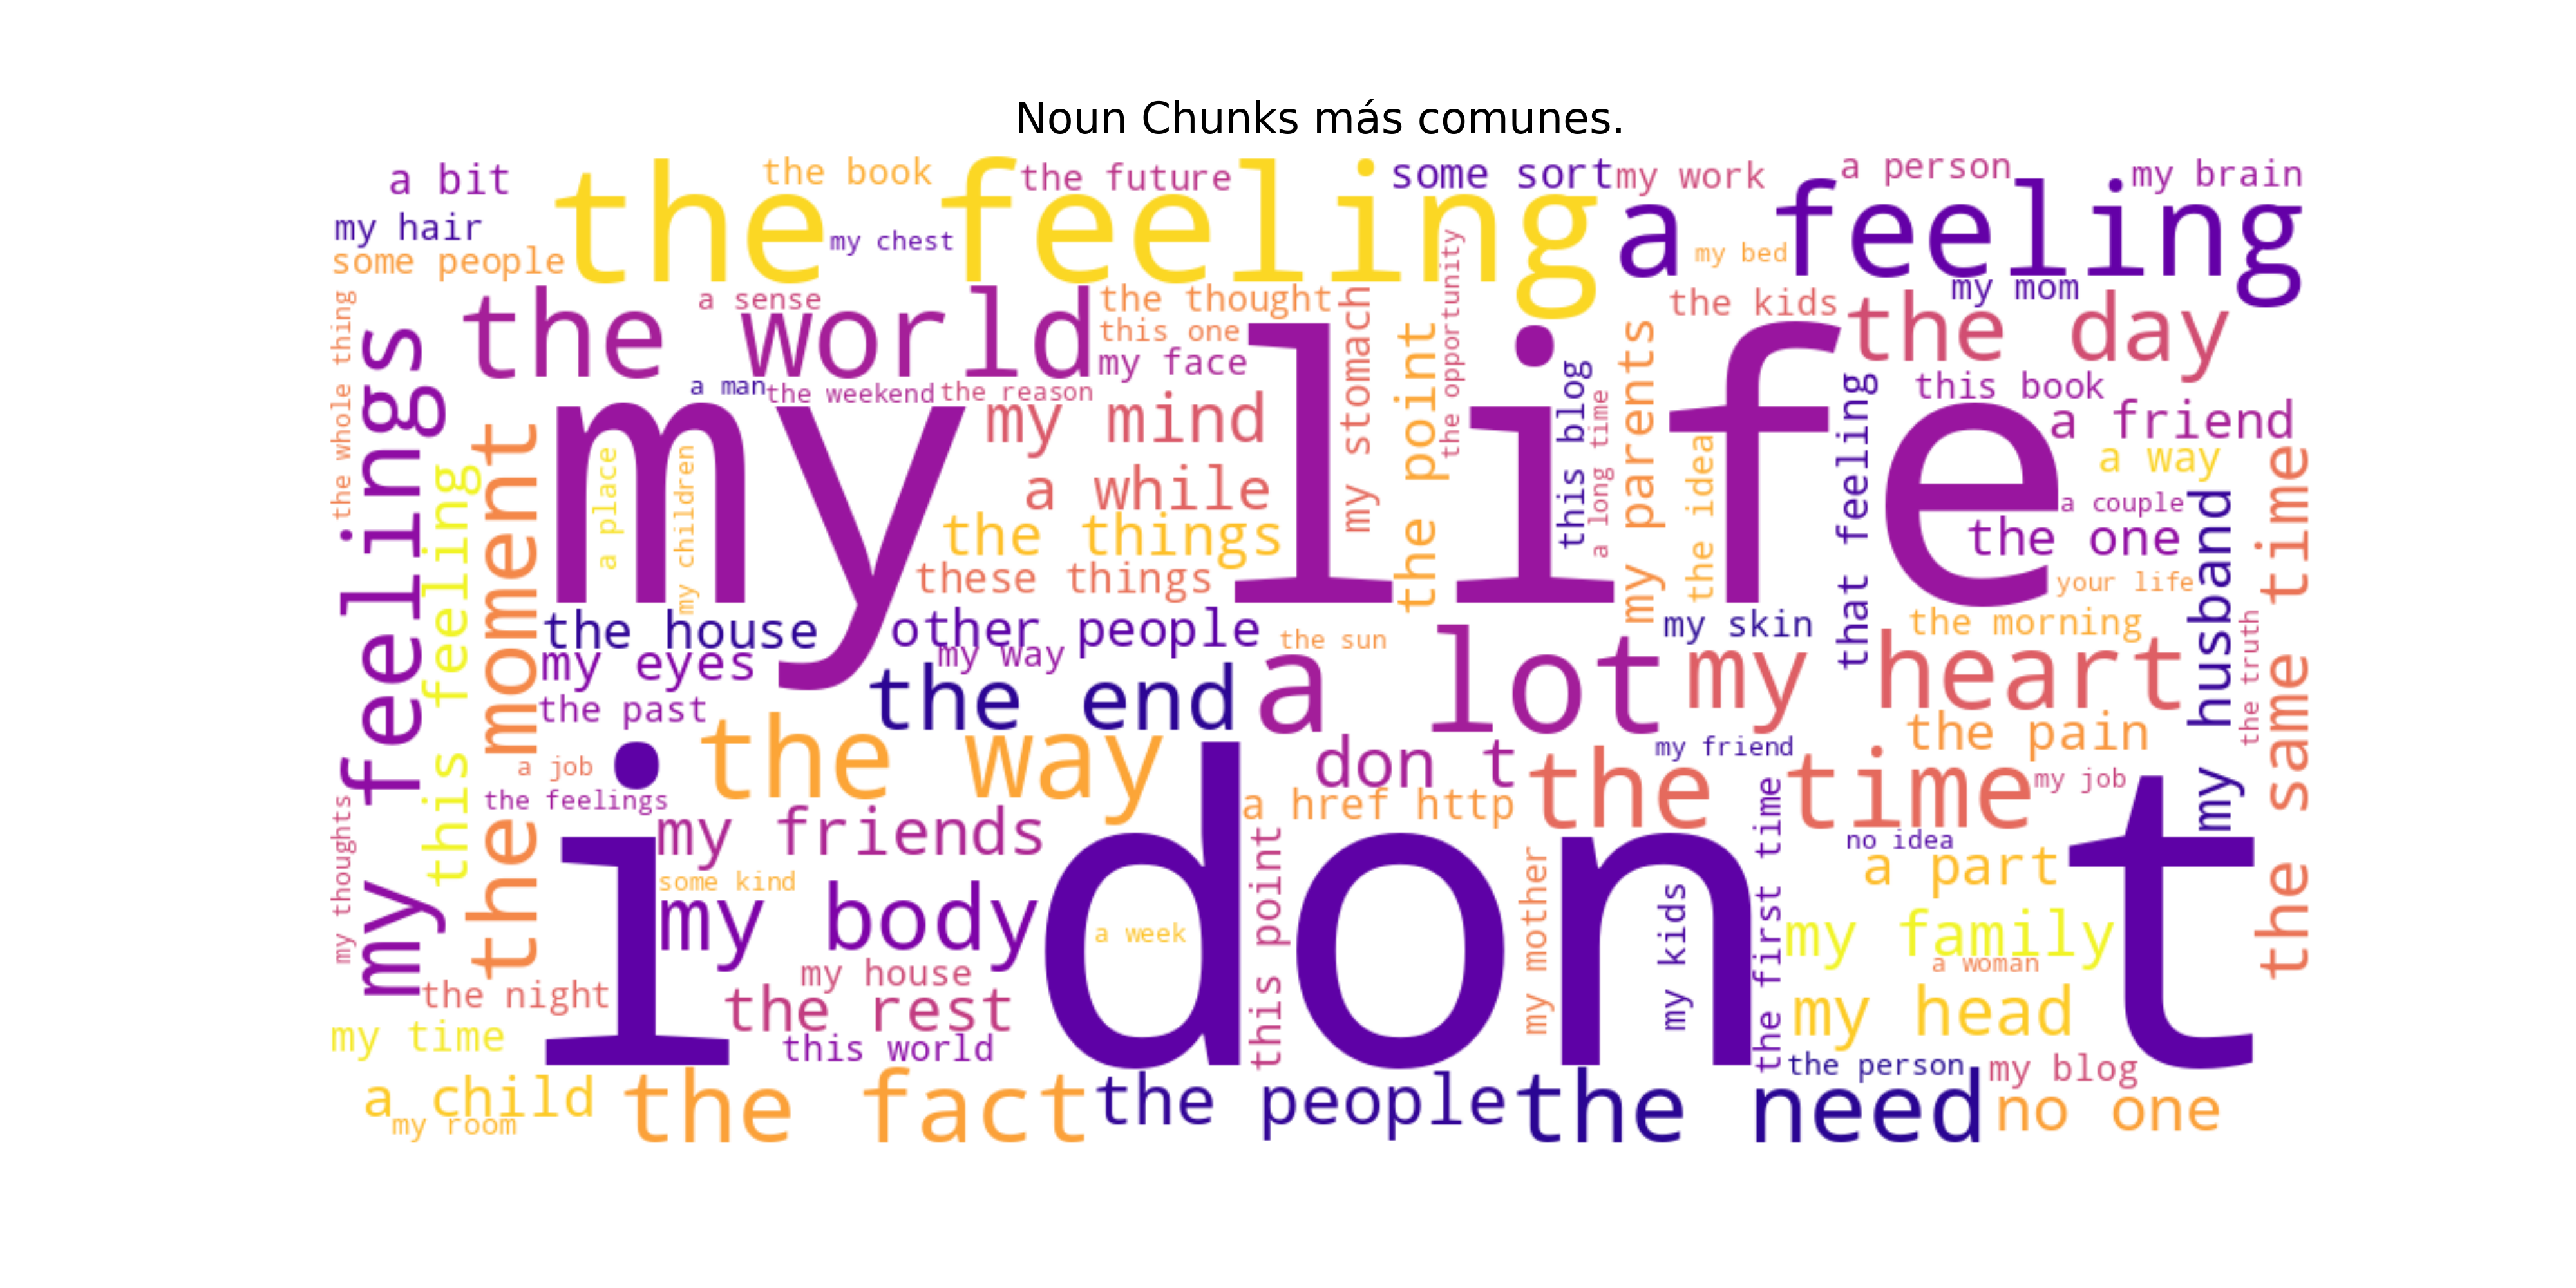 Noun Chunks más comunes.
a bit
the book
the feeling
the future
some sort
my work
a person
my brain
my hair
my chest
a feeling
my bed
some people
my mom
the world
a sense
the thought
the opportunity
the kids
the day
the whole thing
this one
my face
my stomach
the point
my parents
a man
the weekend
the reason
this book
my feelings
my life
my mind
this blog
a long time
that feeling
a friend
a way
this feeling
the moment
a place
my children
a while
the idea
a couple
the things
the one
my husband
the same time
these things
your life
the house
other people
the sun
my skin
the morning
the truth
my eyes
my way
the end
a lot
my heart
the past
the way
don t
my friend
the pain
a job
i don t
the time
my job
the feelings
a href http
my thoughts
my friends
the first time
no idea
a part
some kind
my body
a week
this point
my mother
my kids
my family
a woman
my house
the night
the rest
my head
my time
this world
the person
my blog
a child
my room
the fact
the people
the need
no one